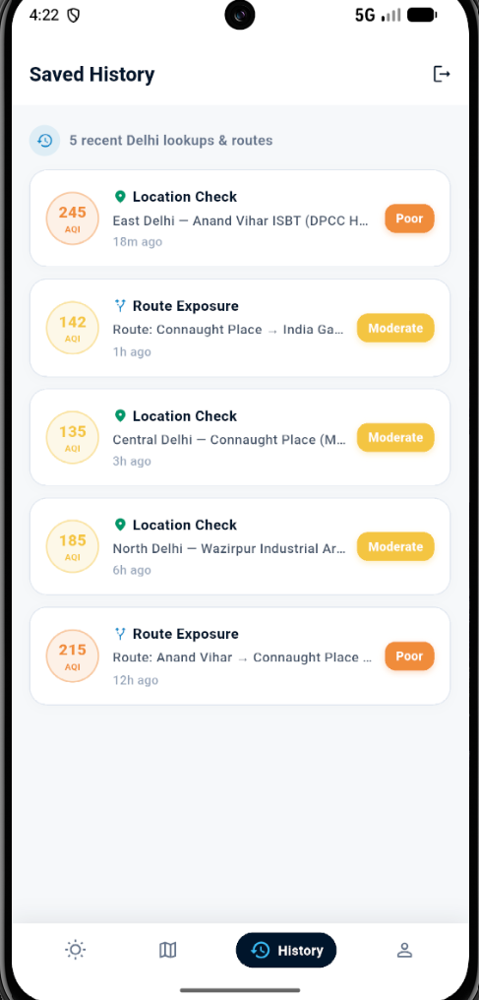 4:22
5G
Saved History
5 recent Delhi lookups & routes
245
AQI
Location Check
East Delhi — Anand Vihar ISBT (DPCC H...
18m ago
Poor
142
AQI
Route Exposure
Route: Connaught Place → India Ga...
1h ago
Moderate
135
AQI
Location Check
Central Delhi — Connaught Place (M...
3h ago
Moderate
185
AQI
Location Check
North Delhi — Wazirpur Industrial Ar...
6h ago
Moderate
215
AQI
Route Exposure
Route: Anand Vihar → Connaught Place ...
12h ago
Poor
History